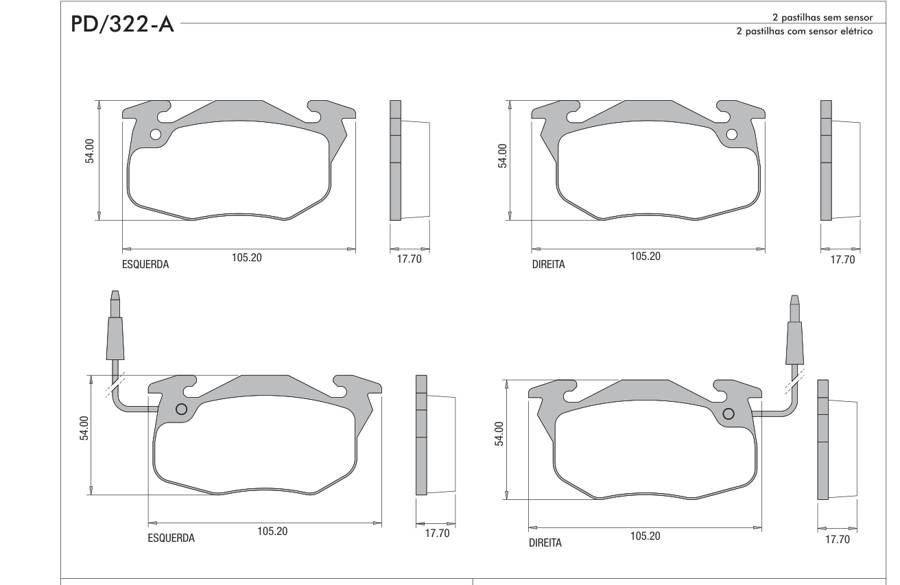 PD/322-A
2 pastilhas sem sensor
2 pastilhas com sensor elétrico
54.00
105.20
17.70
ESQUERDA
54.00
105.20
17.70
DIREITA
54.00
105.20
17.70
ESQUERDA
54.00
105.20
17.70
DIREITA